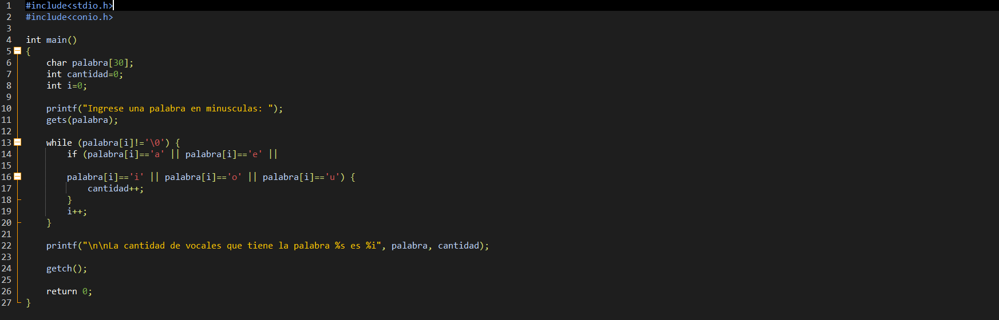 1 #include<stdio.h>
2 #include<conio.h>
3
4 int main()
5 {
6     char palabra[30];
7     int cantidad=0;
8     int i=0;
9
10     printf("Ingrese una palabra en minusculas: ");
11     gets(palabra);
12
13     while (palabra[i]!='\0') {
14         if (palabra[i]=='a' || palabra[i]=='e' ||
15
16         palabra[i]=='i' || palabra[i]=='o' || palabra[i]=='u') {
17             cantidad++;
18         }
19         i++;
20     }
21
22     printf("\n\nLa cantidad de vocales que tiene la palabra %s es %i", palabra, cantidad);
23
24     getch();
25
26     return 0;
27 }